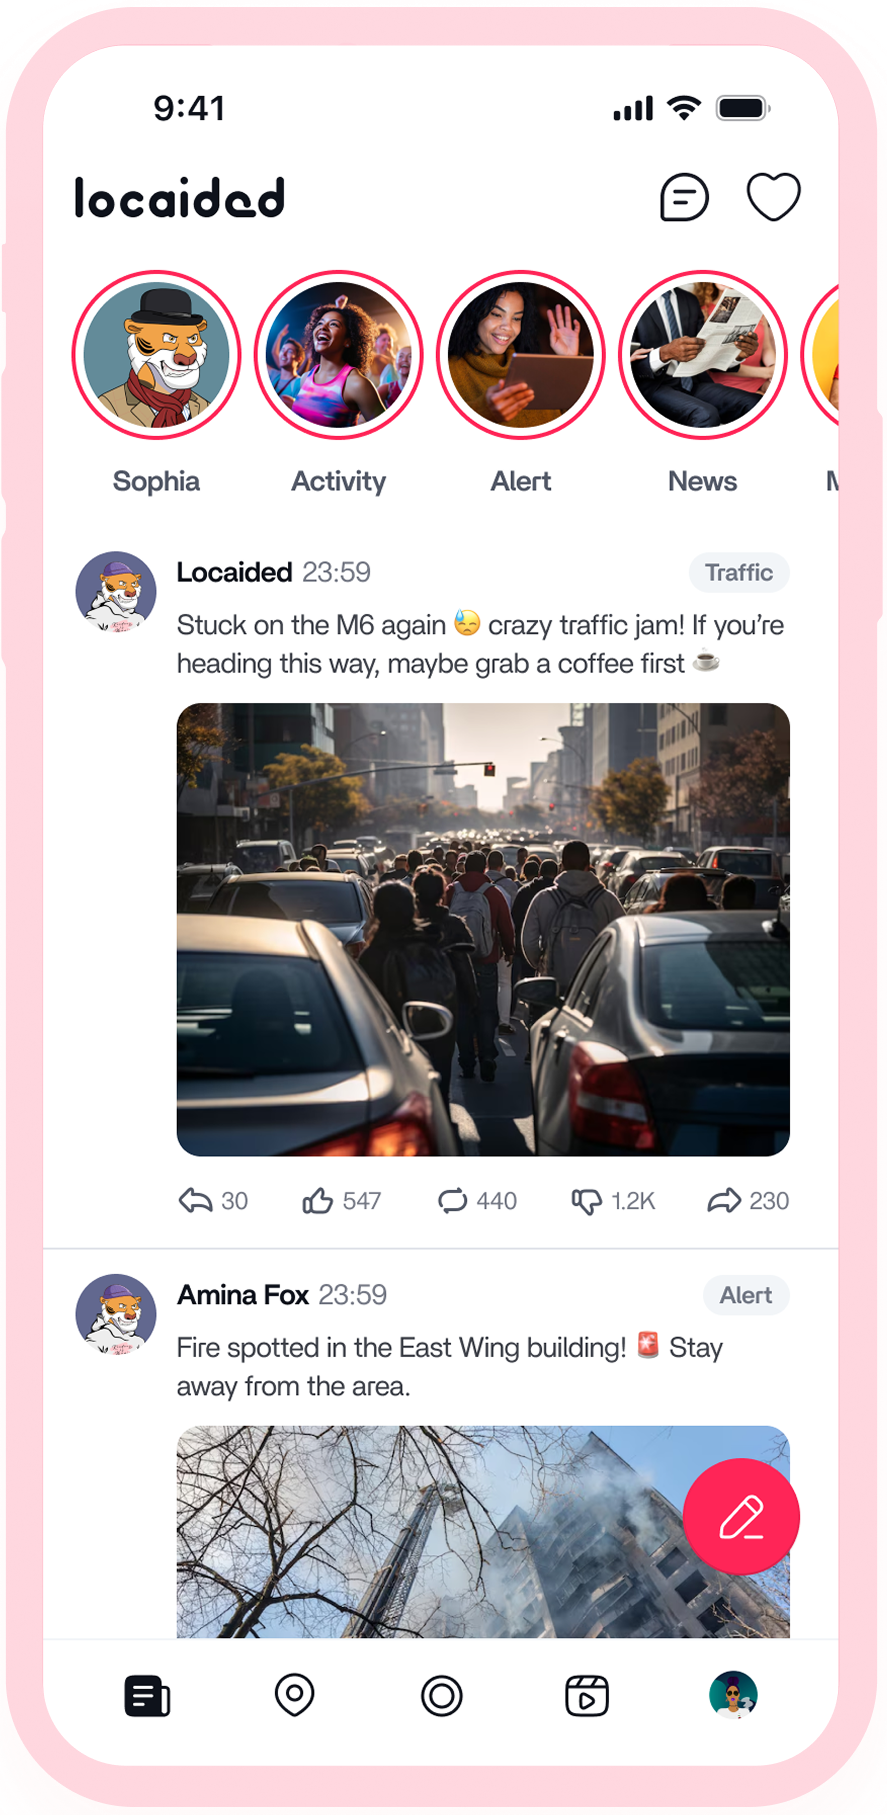 9:41
locaided
Sophia
Activity
Alert
News
M
Locaided 23:59
Traffic
Stuck on the M6 again 😓 crazy traffic jam! If you’re
heading this way, maybe grab a coffee first ☕
30
547
440
1.2K
230
Amina Fox 23:59
Alert
Fire spotted in the East Wing building! 🚨 Stay
away from the area.